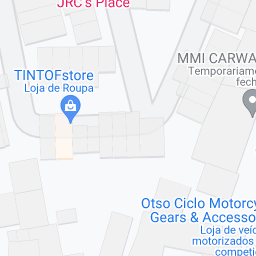 JRC's Place
TINTOFstore
Loja de Roupa
MMI CARWA
Temporariam
fech
Otso Ciclo Motorcy
Gears & Accesso
Loja de veíc
motorizados
competi